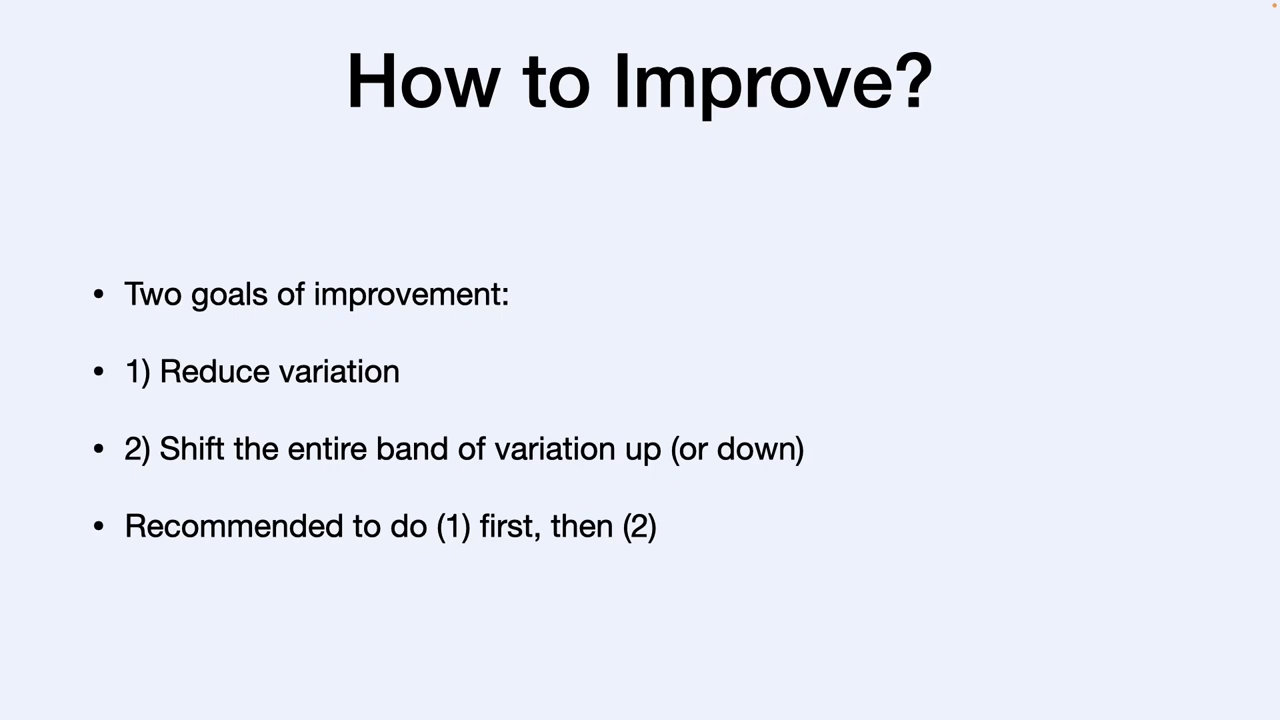 How to Improve?
• Two goals of improvement:
• 1) Reduce variation
• 2) Shift the entire band of variation up (or down)
• Recommended to do (1) first, then (2)